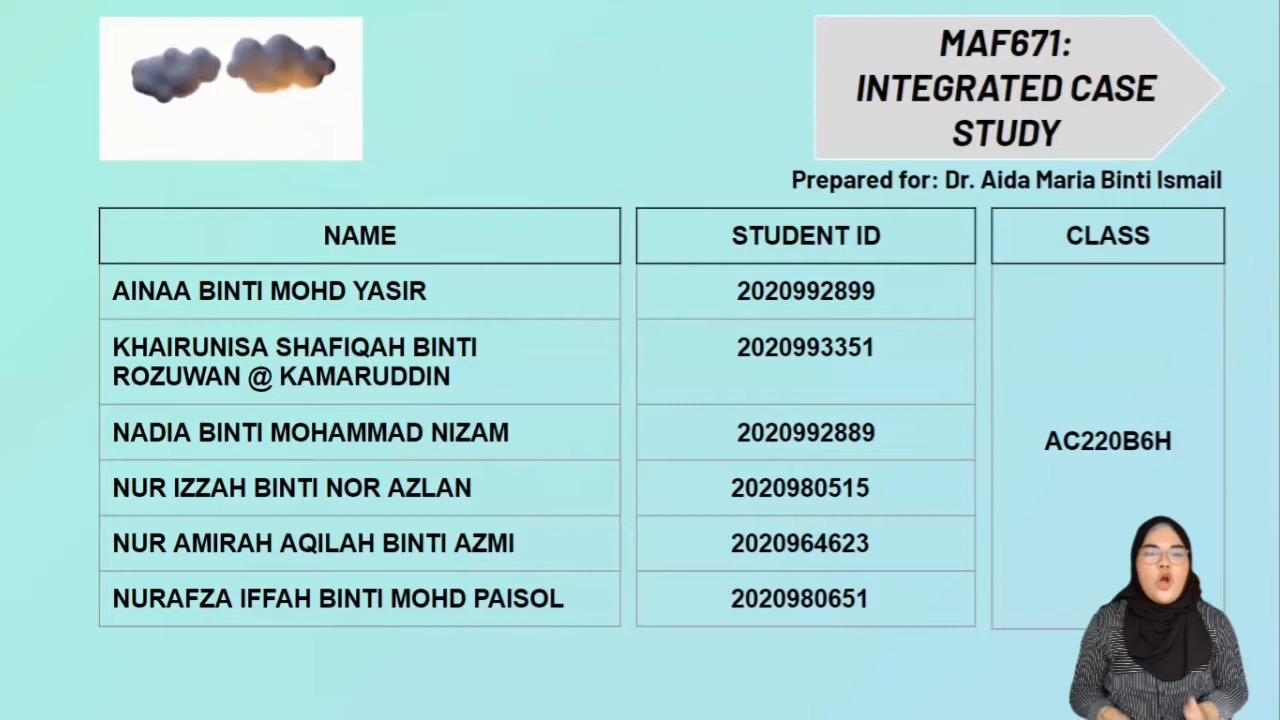 MAF671:
INTEGRATED CASE
STUDY
Prepared for: Dr. Aida Maria Binti Ismail
NAME STUDENT ID CLASS
AINAA BINTI MOHD YASIR 2020992899
KHAIRUNISA SHAFIQAH BINTI 2020993351
ROZUWAN @ KAMARUDDIN
NADIA BINTI MOHAMMAD NIZAM 2020992889
AC220B6H
NUR IZZAH BINTI NOR AZLAN 2020980515
NUR AMIRAH AQILAH BINTI AZMI 2020964623
NURAFZA IFFAH BINTI MOHD PAISOL 2020980651